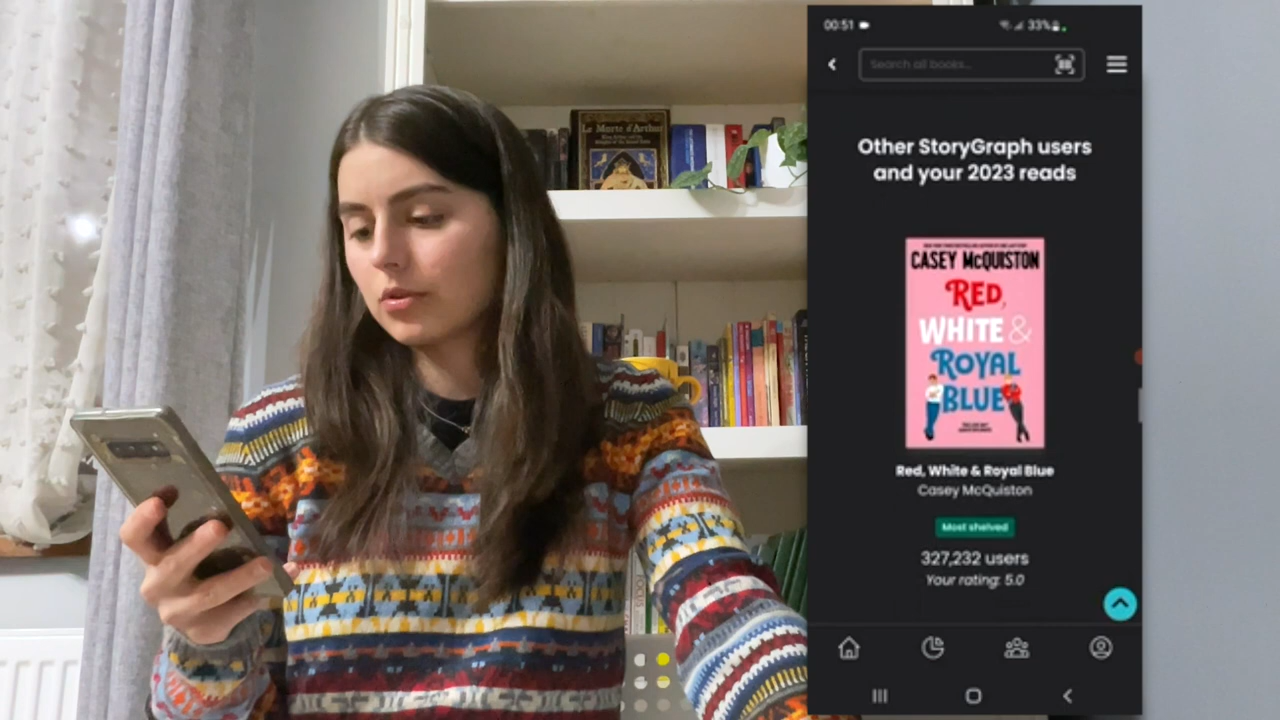 Le Morte d'Arthur
00:51
33%
Search all books...
Other StoryGraph users
and your 2023 reads
CASEY McQUISTON
RED,
WHITE &
ROYAL
BLUE
Red, White & Royal Blue
Casey McQuiston
Most shelved
327,232 users
Your rating: 5.0